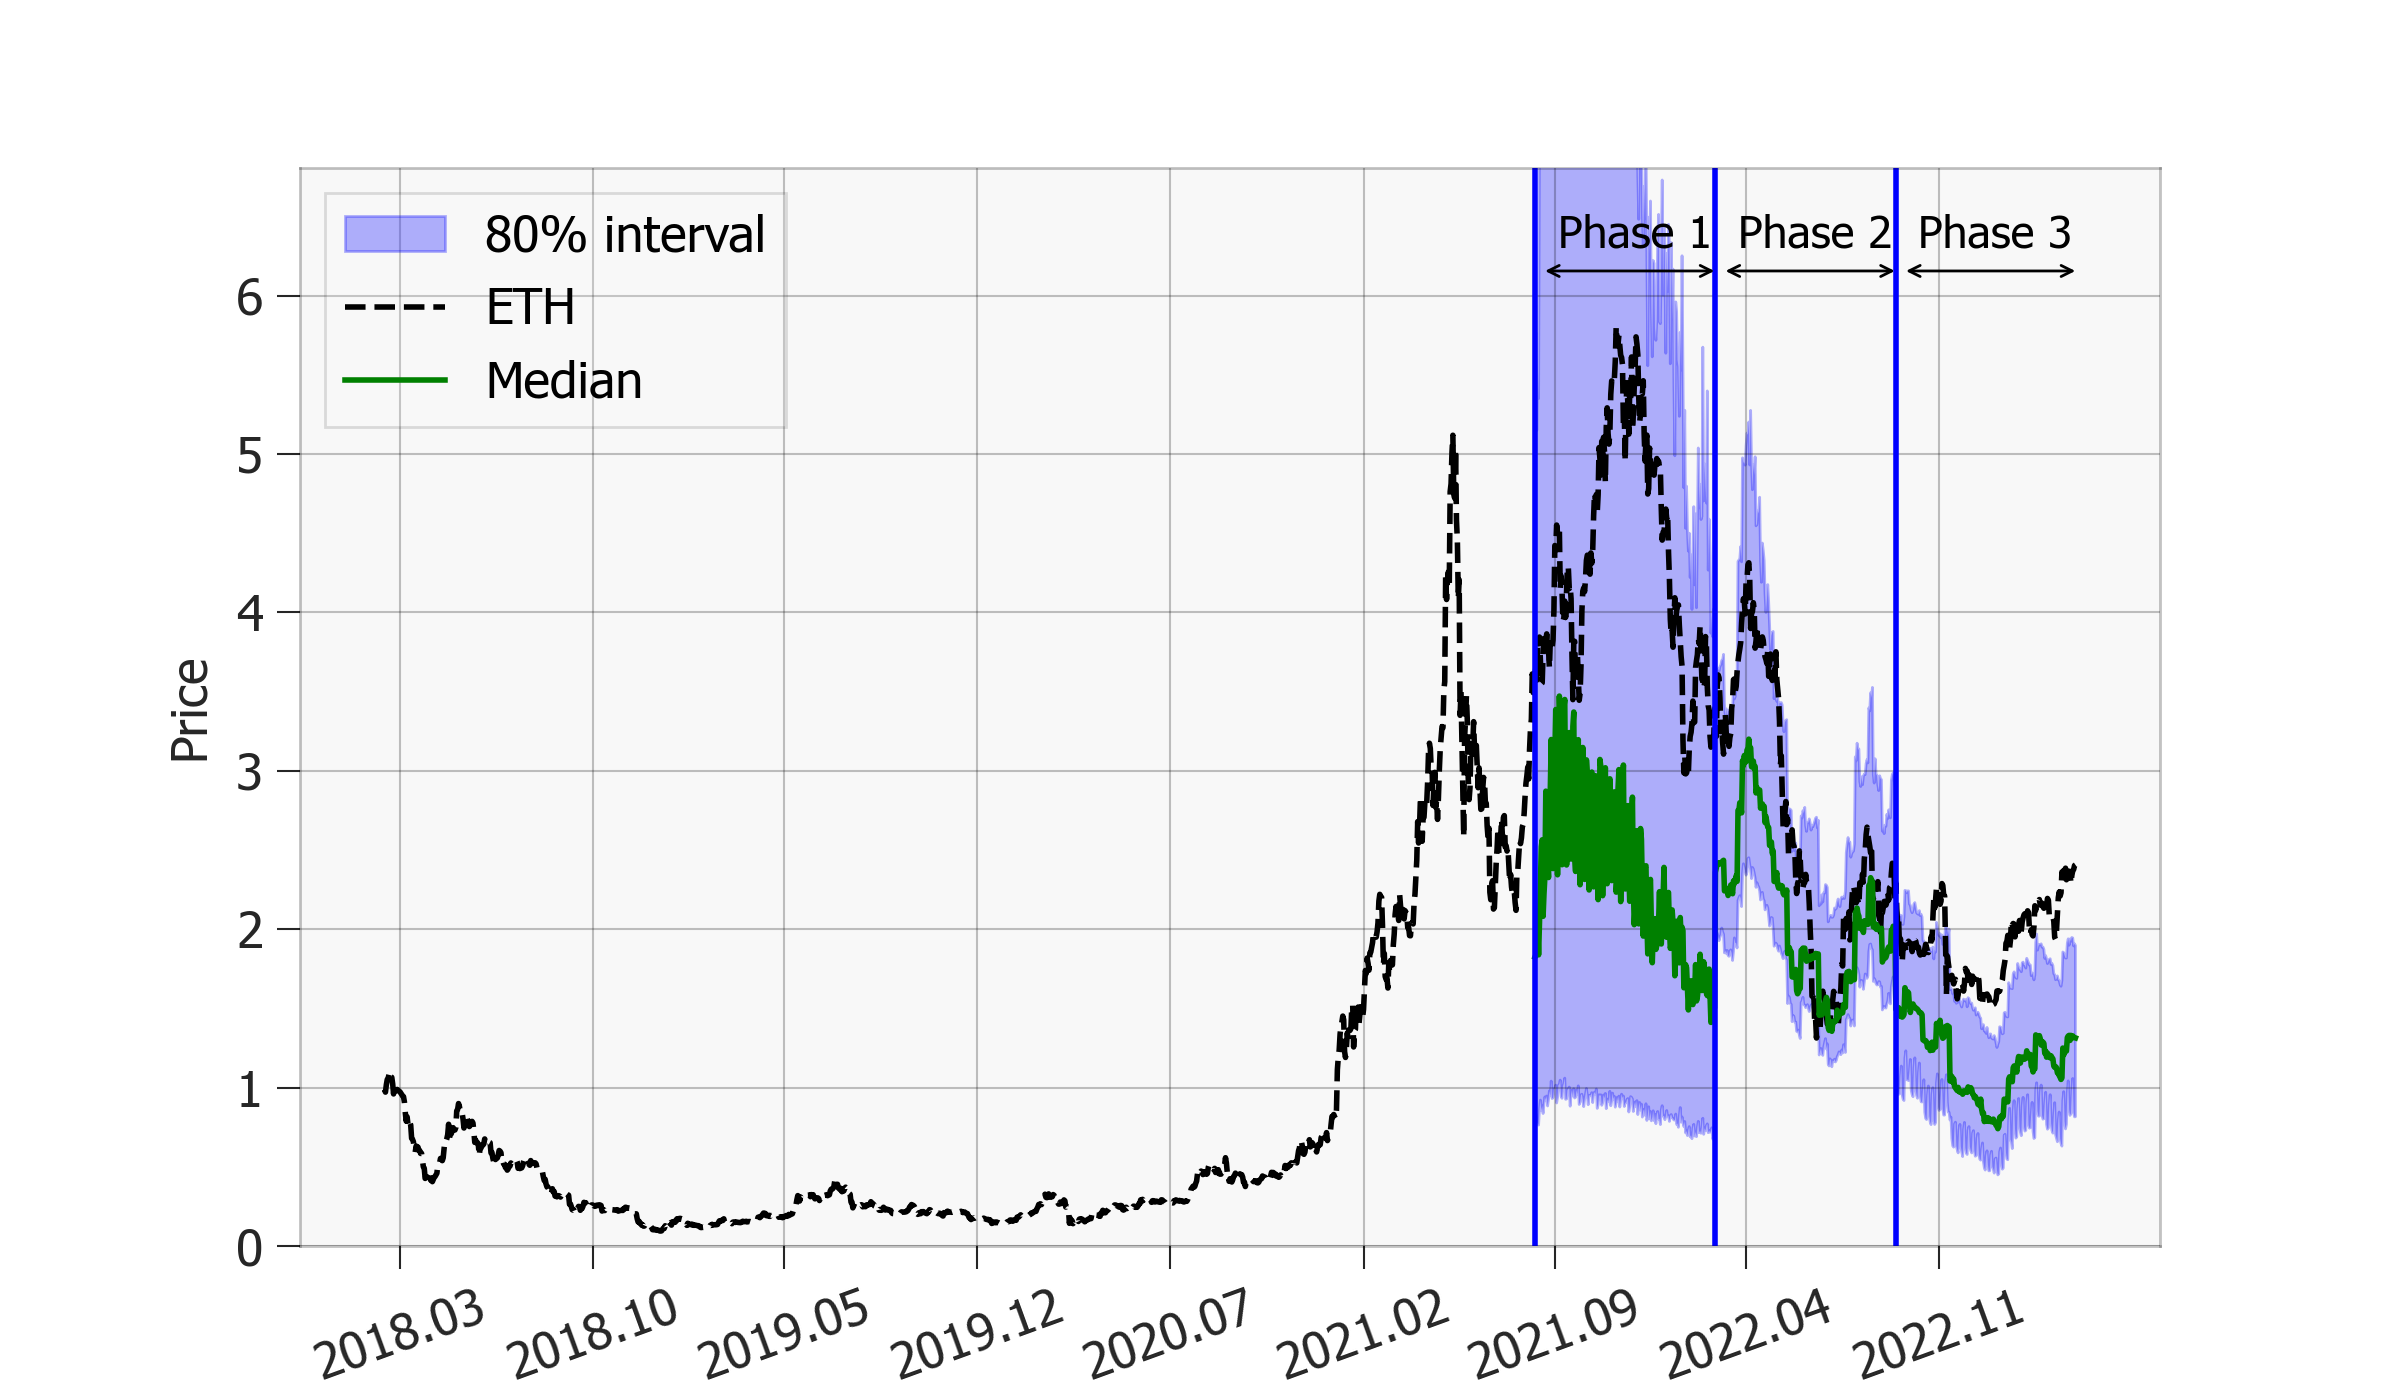 80% interval
ETH
Median
Phase 1
Phase 2
Phase 3
6
5
4
3
2
1
0
Price
2018.03
2018.10
2019.05
2019.12
2020.07
2021.02
2021.09
2022.04
2022.11